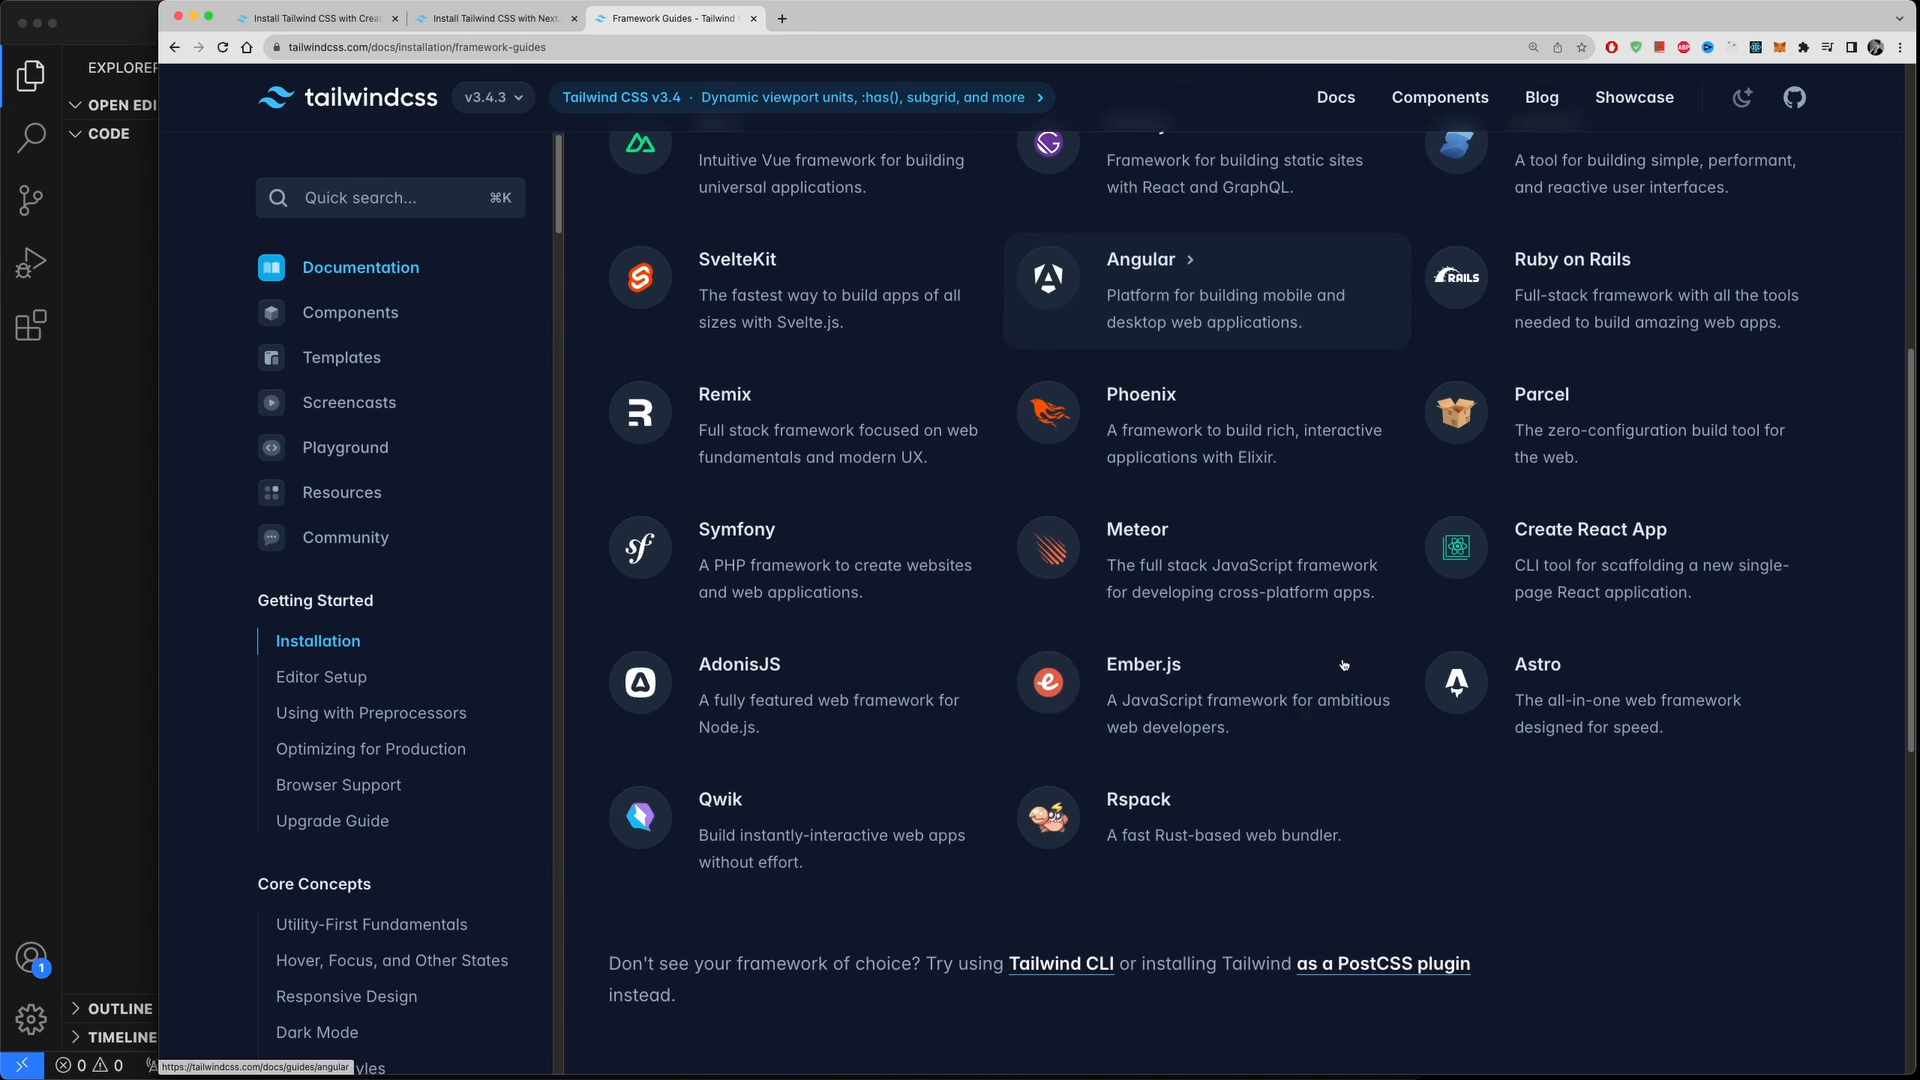 EXPLORER
OPEN EDI
CODE
OUTLINE
TIMELINE
0 0
1
Install Tailwind CSS with Crea
Install Tailwind CSS with Next.
Framework Guides - Tailwind
tailwindcss.com/docs/installation/framework-guides
ABP
tailwindcss
v3.4.3
Tailwind CSS v3.4 · Dynamic viewport units, :has(), subgrid, and more
Docs
Components
Blog
Showcase
Quick search...
⌘K
Documentation
Components
Templates
Screencasts
Playground
Resources
Community
Getting Started
Installation
Editor Setup
Using with Preprocessors
Optimizing for Production
Browser Support
Upgrade Guide
Core Concepts
Utility-First Fundamentals
Hover, Focus, and Other States
Responsive Design
Dark Mode
yles
https://tailwindcss.com/docs/guides/angular
Intuitive Vue framework for building
universal applications.
Framework for building static sites
with React and GraphQL.
A tool for building simple, performant,
and reactive user interfaces.
SvelteKit
The fastest way to build apps of all
sizes with Svelte.js.
Angular
Platform for building mobile and
desktop web applications.
RAILS
Ruby on Rails
Full-stack framework with all the tools
needed to build amazing web apps.
Remix
Full stack framework focused on web
fundamentals and modern UX.
Phoenix
A framework to build rich, interactive
applications with Elixir.
Parcel
The zero-configuration build tool for
the web.
sf
Symfony
A PHP framework to create websites
and web applications.
Meteor
The full stack JavaScript framework
for developing cross-platform apps.
Create React App
CLI tool for scaffolding a new single-
page React application.
AdonisJS
A fully featured web framework for
Node.js.
Ember.js
A JavaScript framework for ambitious
web developers.
Astro
The all-in-one web framework
designed for speed.
Qwik
Build instantly-interactive web apps
without effort.
Rspack
A fast Rust-based web bundler.
Don't see your framework of choice? Try using Tailwind CLI or installing Tailwind as a PostCSS plugin
instead.